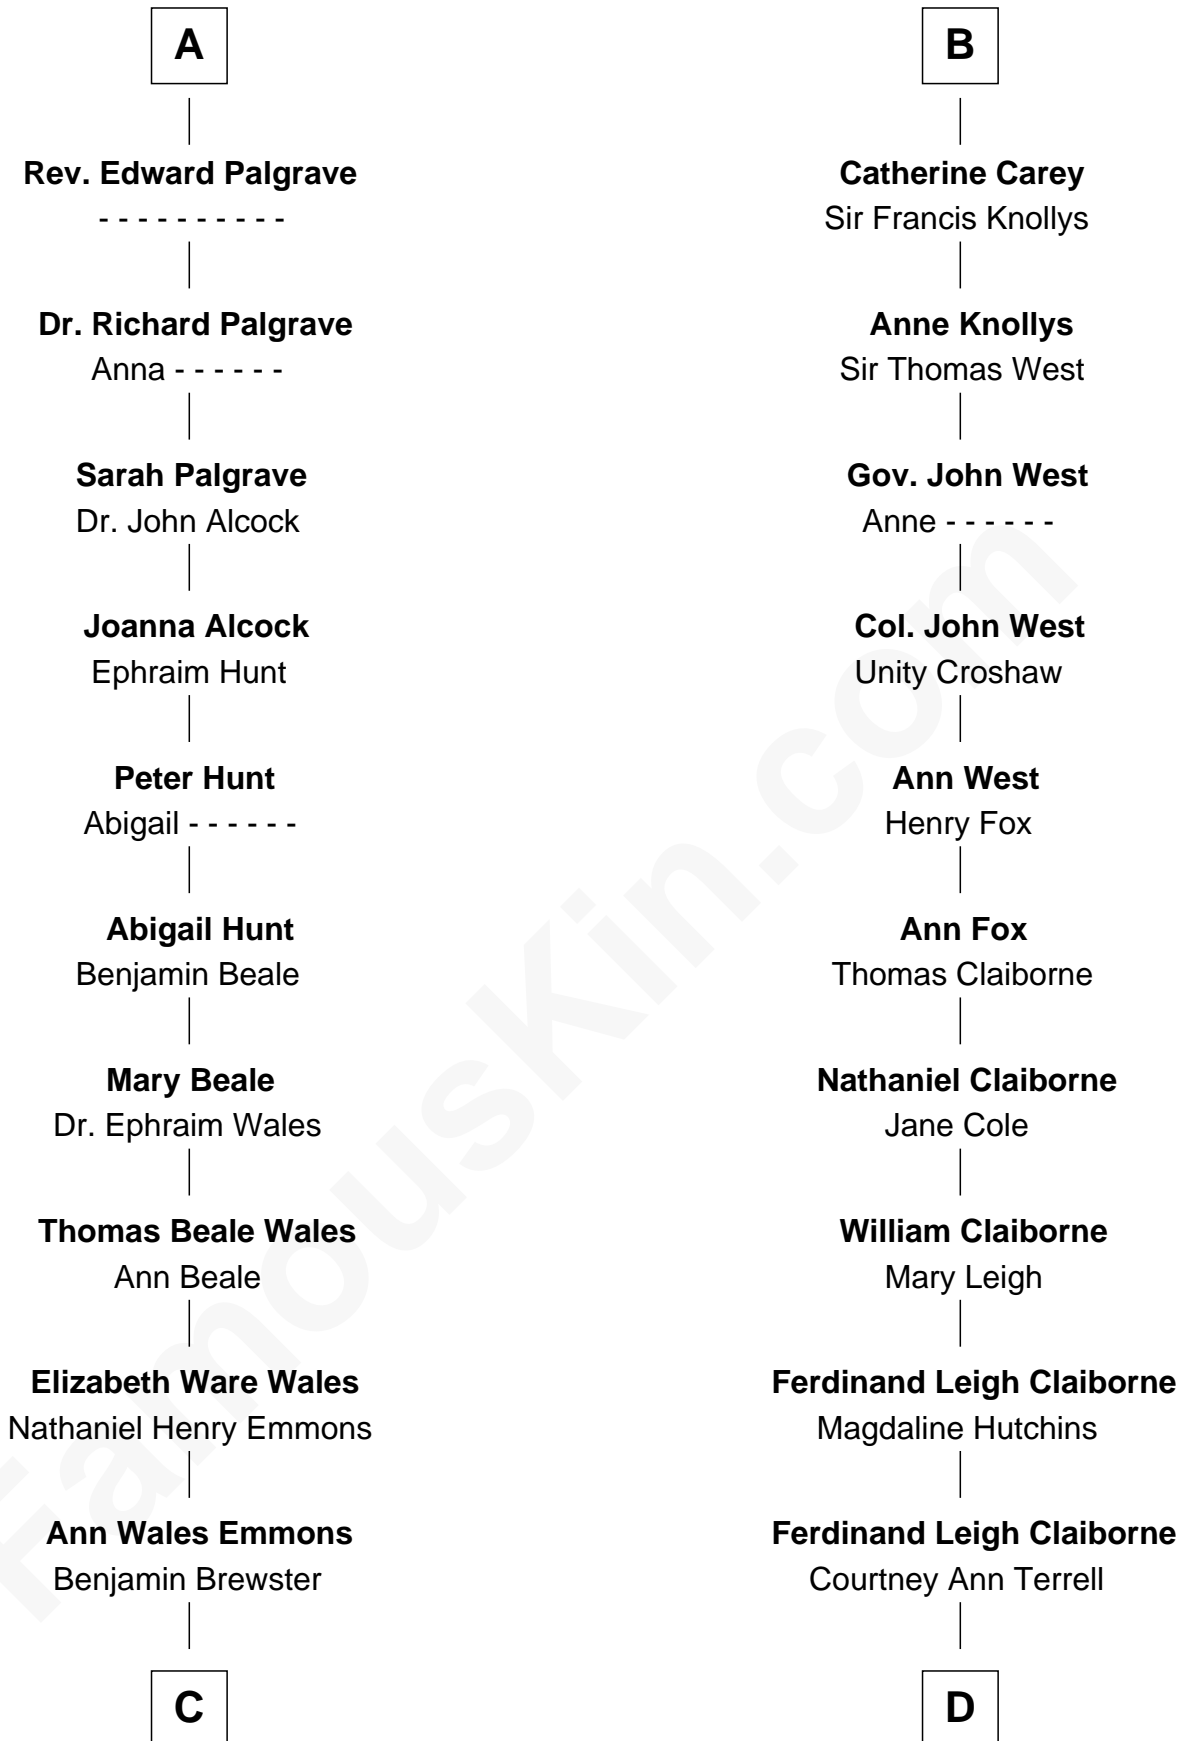 A
Rev. Edward Palgrave
- - - - - - - - - -
Dr. Richard Palgrave
Anna - - - - - -
Sarah Palgrave
Dr. John Alcock
Joanna Alcock
Ephraim Hunt
Peter Hunt
Abigail - - - - - -
Abigail Hunt
Benjamin Beale
Mary Beale
Dr. Ephraim Wales
Thomas Beale Wales
Ann Beale
Elizabeth Ware Wales
Nathaniel Henry Emmons
Ann Wales Emmons
Benjamin Brewster
C
B
Catherine Carey
Sir Francis Knollys
Anne Knollys
Sir Thomas West
Gov. John West
Anne - - - - - -
Col. John West
Unity Croshaw
Ann West
Henry Fox
Ann Fox
Thomas Claiborne
Nathaniel Claiborne
Jane Cole
William Claiborne
Mary Leigh
Ferdinand Leigh Claiborne
Magdaline Hutchins
Ferdinand Leigh Claiborne
Courtney Ann Terrell
D
FamousKin.com